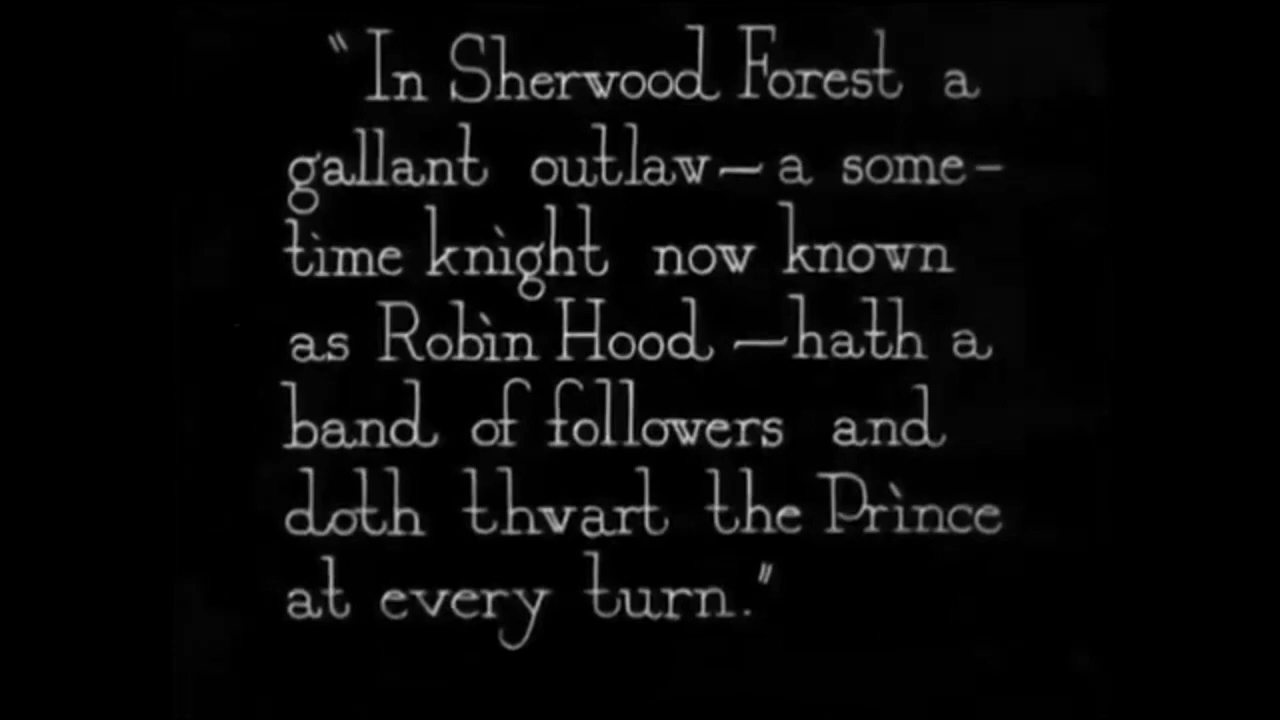 "In Sherwood Forest a
gallant outlaw—a some-
time knight now known
as Robin Hood—hath a
band of followers and
doth thwart the Prince
at every turn."